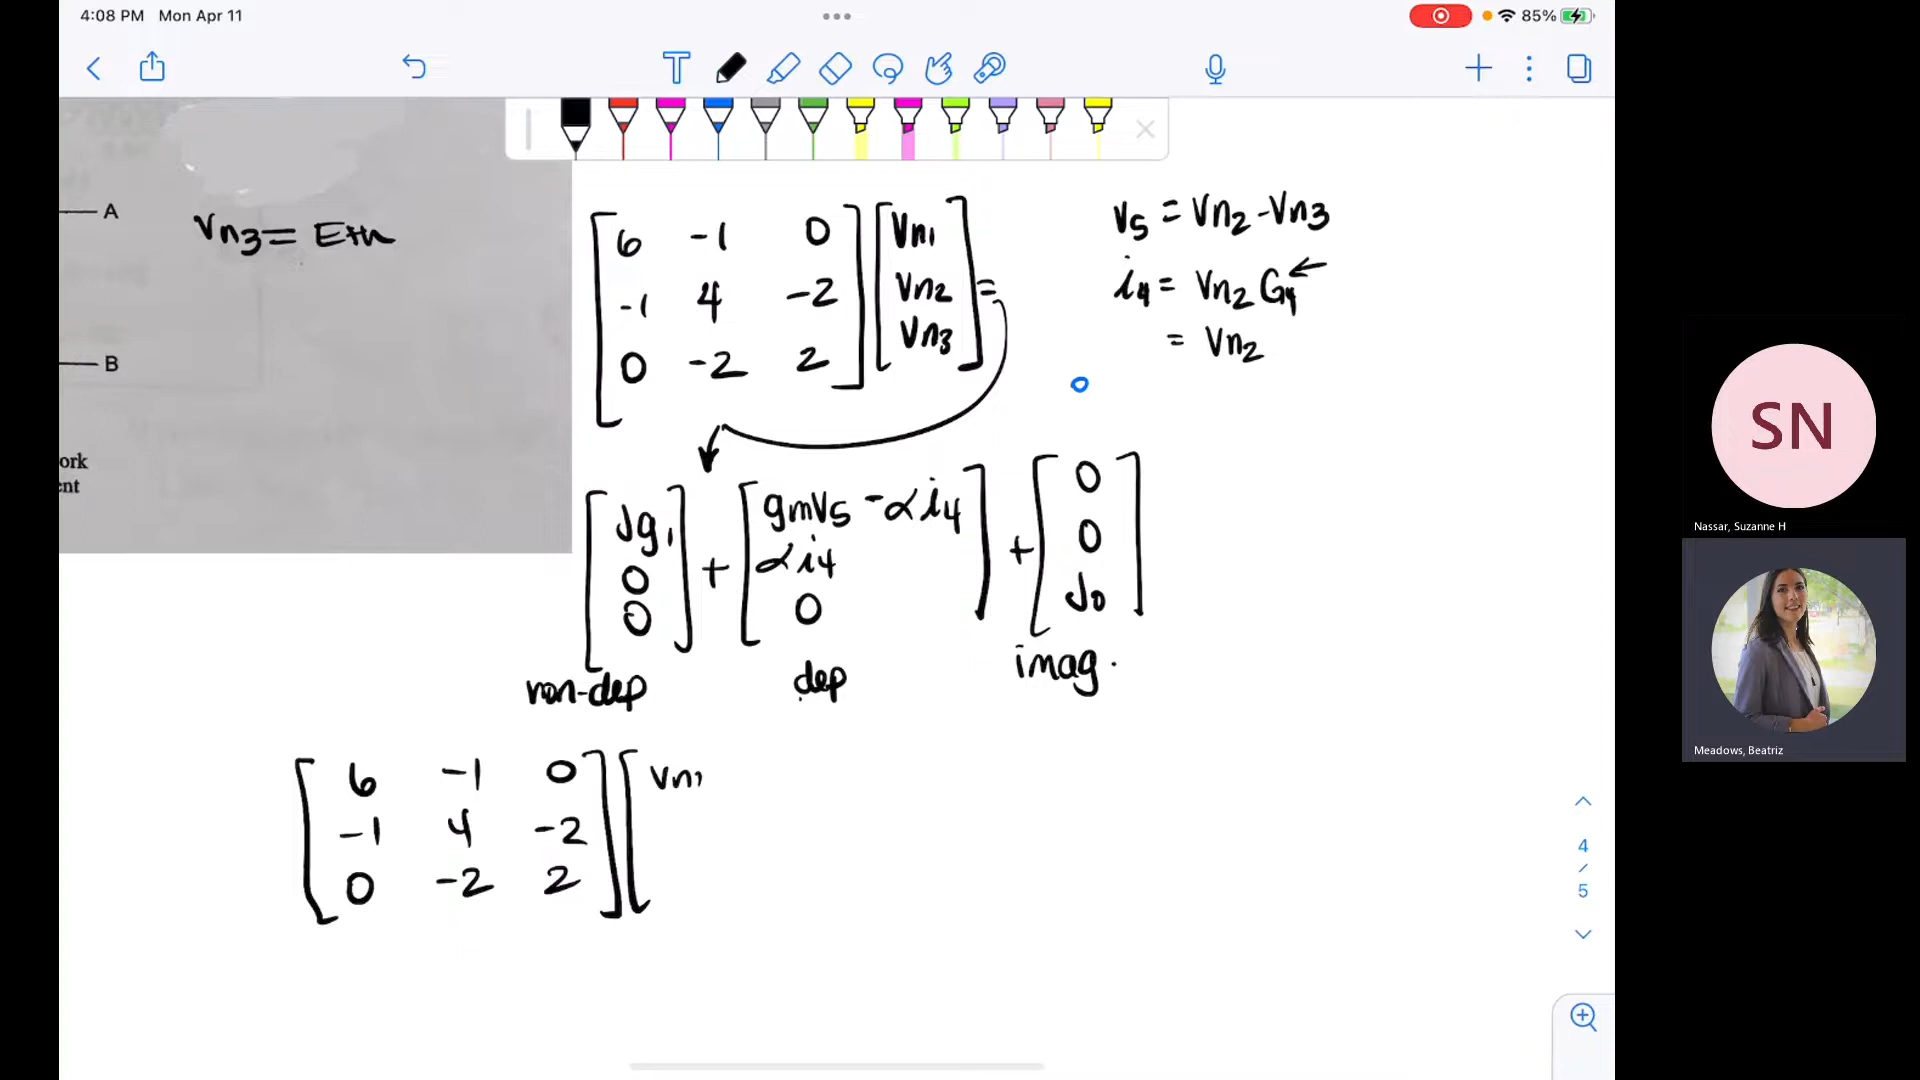 4:08 PM Mon Apr 11
85%
A
Vn3 = Eth
B
ork
ent
[6 -1 0
-1 4 -2
0 -2 2] [Vn1
Vn2
Vn3] =
V5 = Vn2 - Vn3
i4 = Vn2 G4 ←
= Vn2
[Jg1
0
0] + [gmV5 - αi4
αi4
0] + [0
0
J0]
non-dep
dep
imag.
[6 -1 0
-1 4 -2
0 -2 2] [Vn1
SN
Nassar, Suzanne H
Meadows, Beatriz
4
/
5